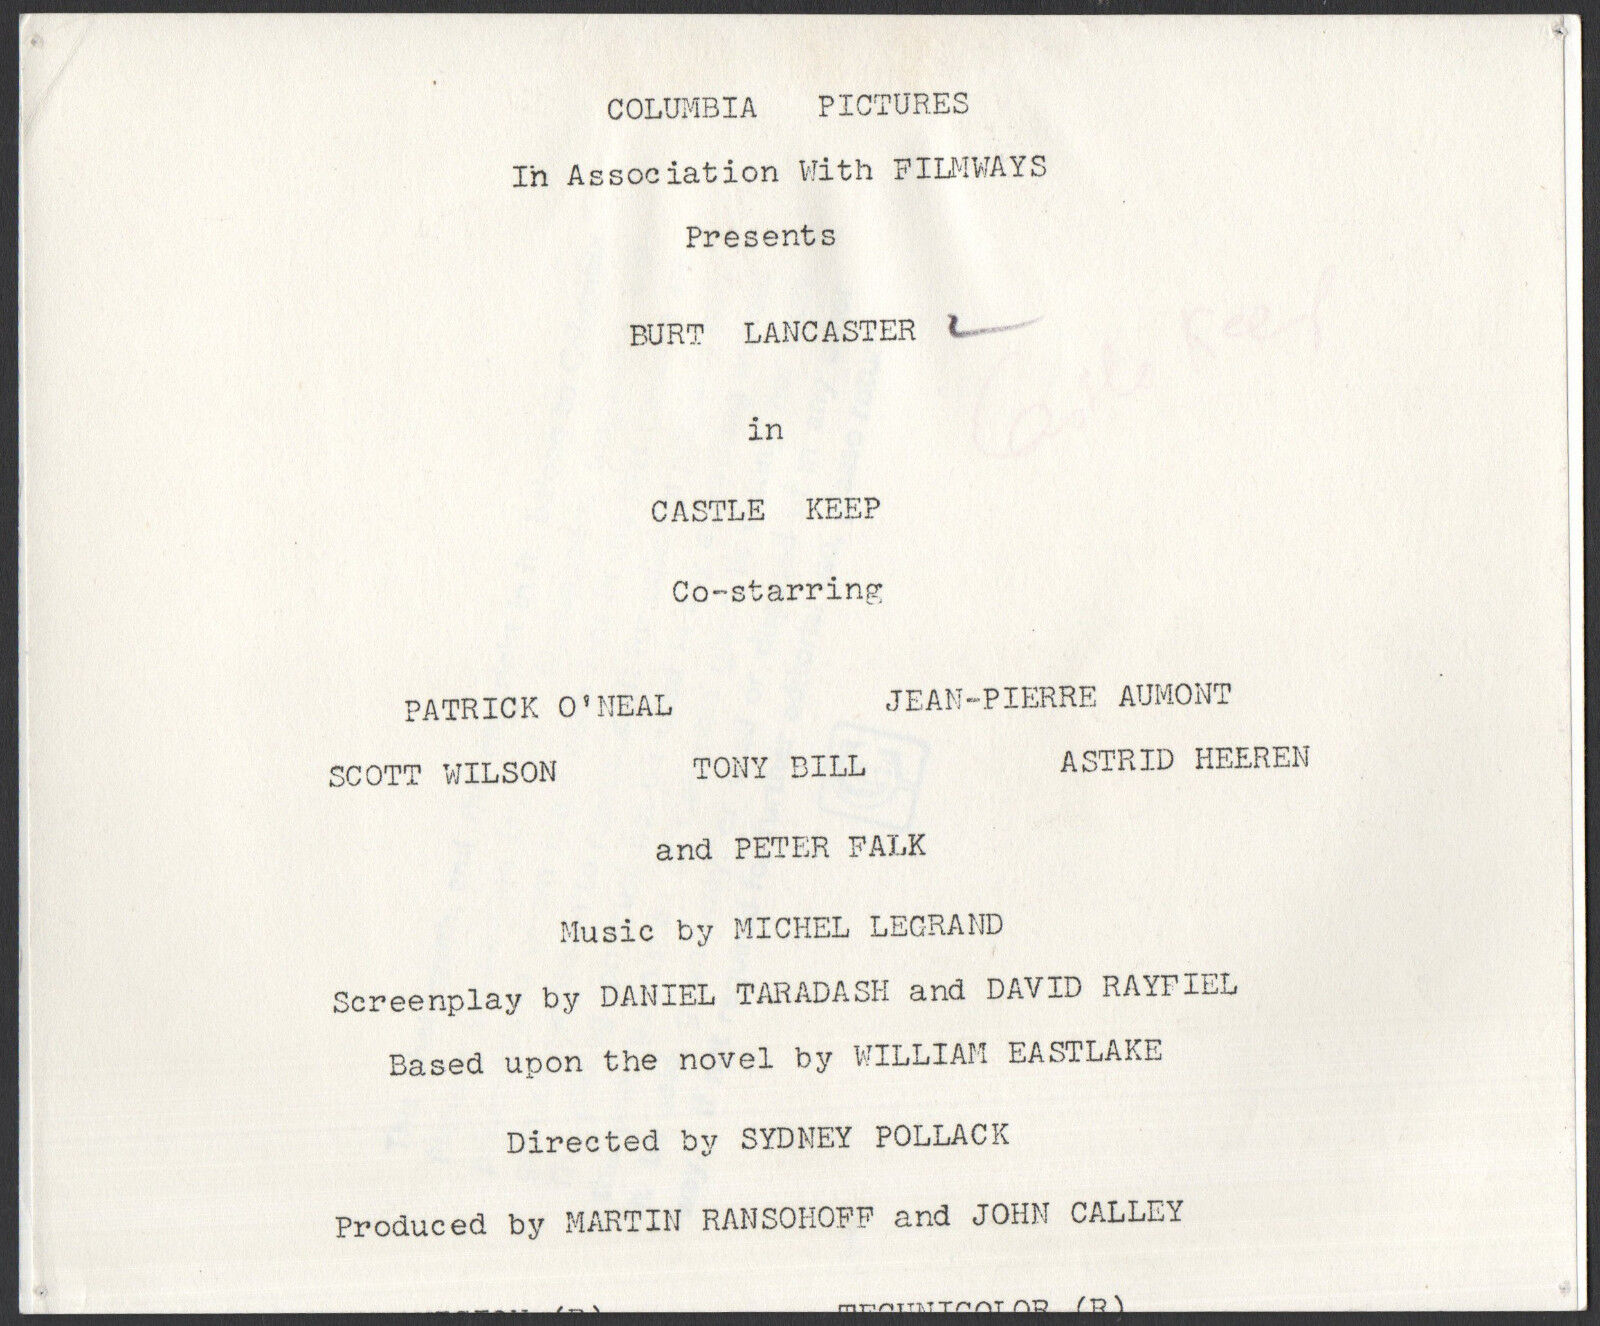 COLUMBIA PICTURES
In Association With FILMWAYS
Presents
BURT LANCASTER
in
CASTLE KEEP
Co-starring
PATRICK O'NEAL JEAN-PIERRE AUMONT
SCOTT WILSON TONY BILL ASTRID HEEREN
and PETER FALK
Music by MICHEL LEGRAND
Screenplay by DANIEL TARADASH and DAVID RAYFIEL
Based upon the novel by WILLIAM EASTLAKE
Directed by SYDNEY POLLACK
Produced by MARTIN RANSOHOFF and JOHN CALLEY
TECHNICOLOR (R)